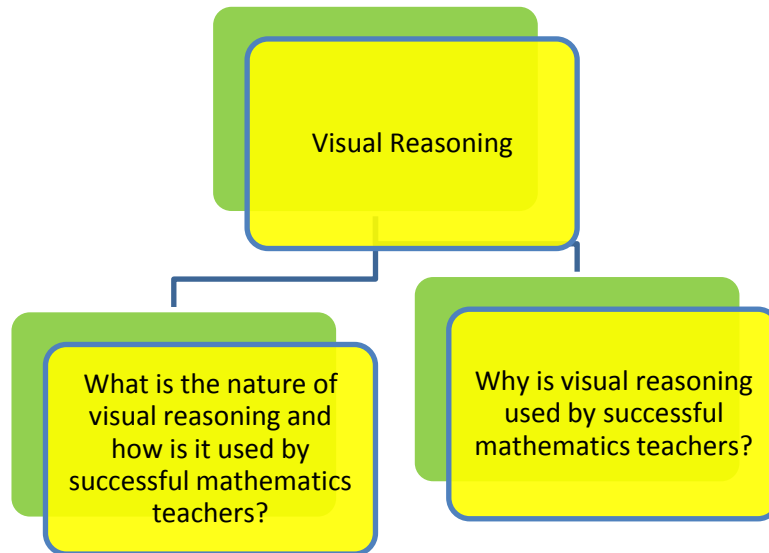 Visual Reasoning
What is the nature of
visual reasoning and
how is it used by
successful mathematics
teachers?
Why is visual reasoning
used by successful
mathematics teachers?